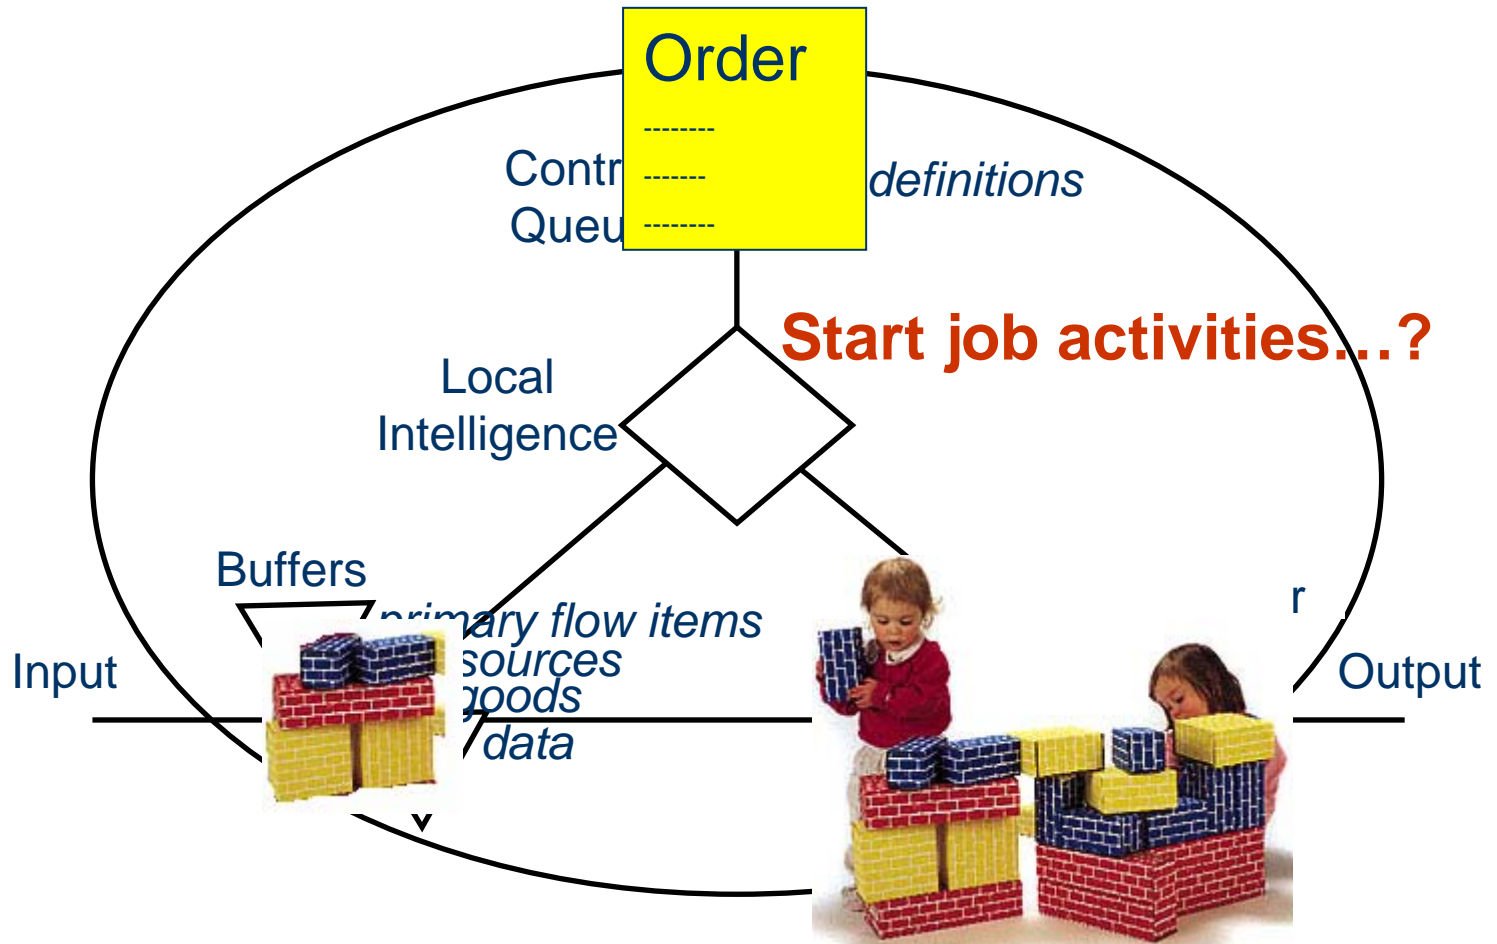 Order
--------
-------
--------
Contr
Queu
definitions
Start job activities...?
Local
Intelligence
Buffers
primary flow items
sources
goods
data
r
Input
Output